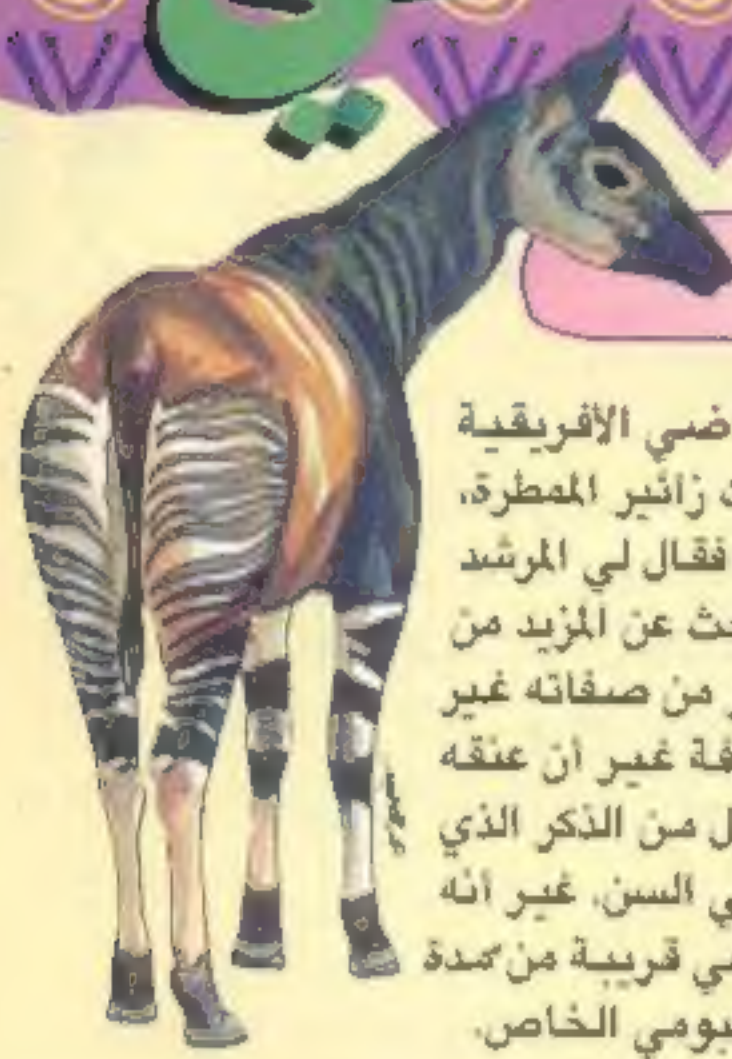 ضي الأفريقية
زائير الممطرة،
فقال لي المرشد
حث عن المزيد من
من صفاته غير
فة غير أن عنقه
ل من الذكر الذي
ي السن، غير أنه
ي قريبة من مدة
يومي الخاص.